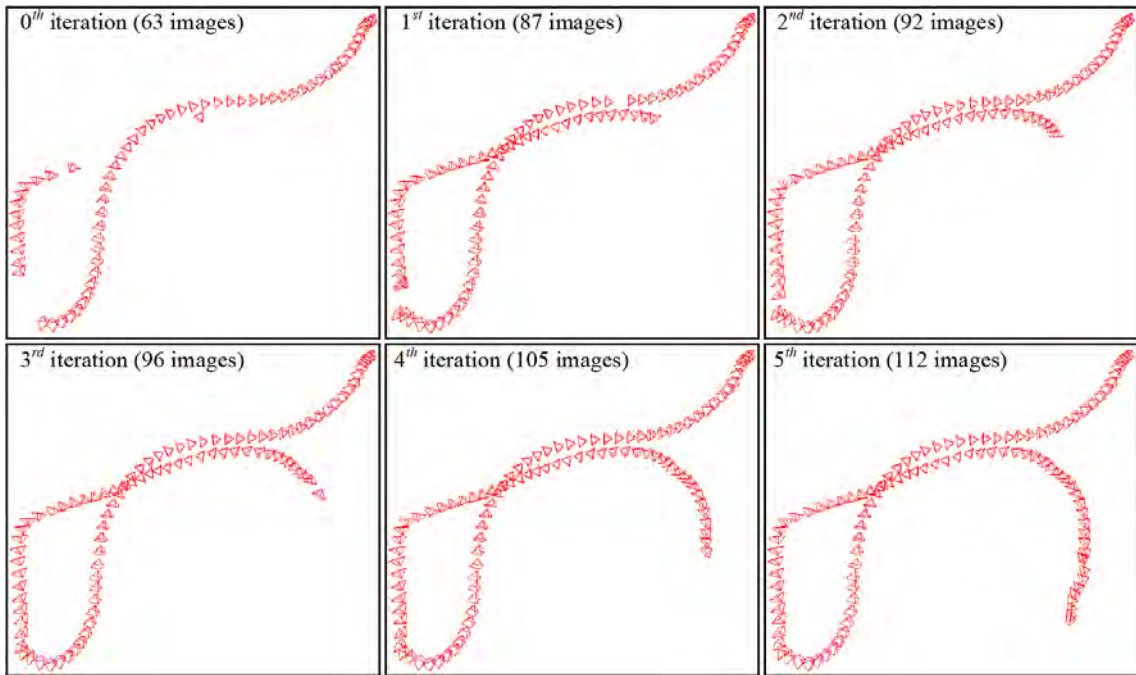 0th iteration (63 images)
1st iteration (87 images)
2nd iteration (92 images)
3rd iteration (96 images)
4th iteration (105 images)
5th iteration (112 images)